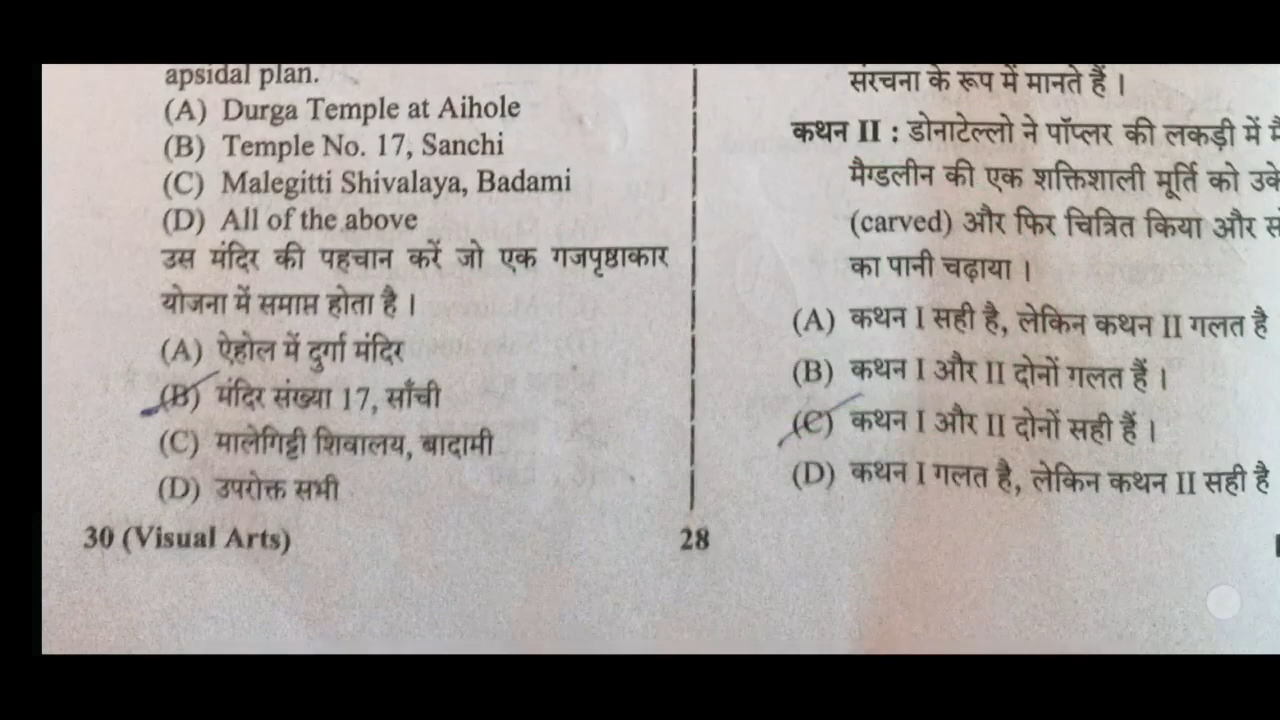 apsidal plan.
(A) Durga Temple at Aihole
(B) Temple No. 17, Sanchi
(C) Malegitti Shivalaya, Badami
(D) All of the above
उस मंदिर की पहचान करें जो एक गजपृष्ठाकार
योजना में समाप्त होता है ।
(A) ऐहोल में दुर्गा मंदिर
(B) मंदिर संख्या 17, साँची
(C) मालेगिट्टी शिवालय, बादामी
(D) उपरोक्त सभी
30 (Visual Arts)
28
संरचना के रूप में मानते हैं ।
कथन II : डोनाटेल्लो ने पॉप्लर की लकड़ी में
मैग्डलीन की एक शक्तिशाली मूर्ति को
(carved) और फिर चित्रित किया और
का पानी चढ़ाया ।
(A) कथन I सही है, लेकिन कथन II गलत है
(B) कथन I और II दोनों ग़लत हैं ।
(C) कथन I और II दोनों सही हैं ।
(D) कथन I गलत है, लेकिन कथन II सही है